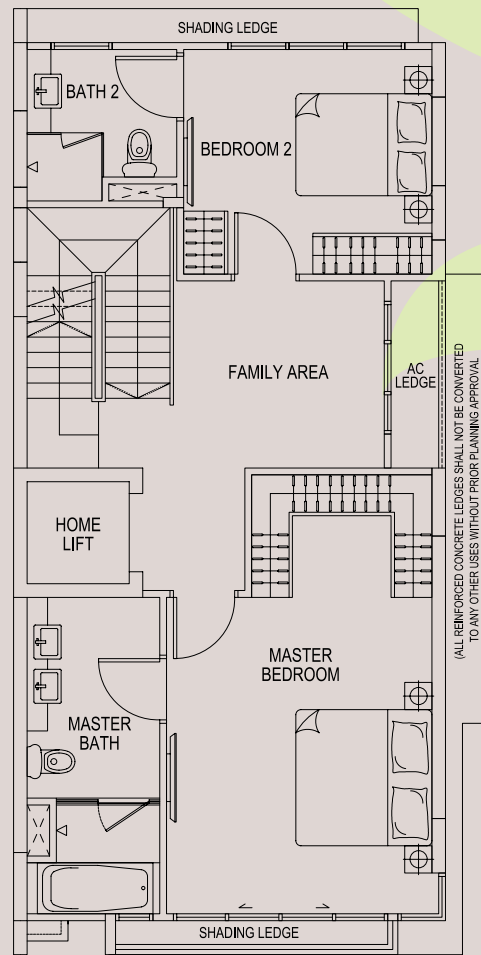 SHADING LEDGE
BATH 2
BEDROOM 2
FAMILY AREA
AC
LEDGE
(ALL REINFORCED CONCRETE LEDGES SHALL NOT BE CONVERTED
TO ANY OTHER USES WITHOUT PRIOR PLANNING APPROVAL
HOME
LIFT
MASTER
BEDROOM
MASTER
BATH
SHADING LEDGE